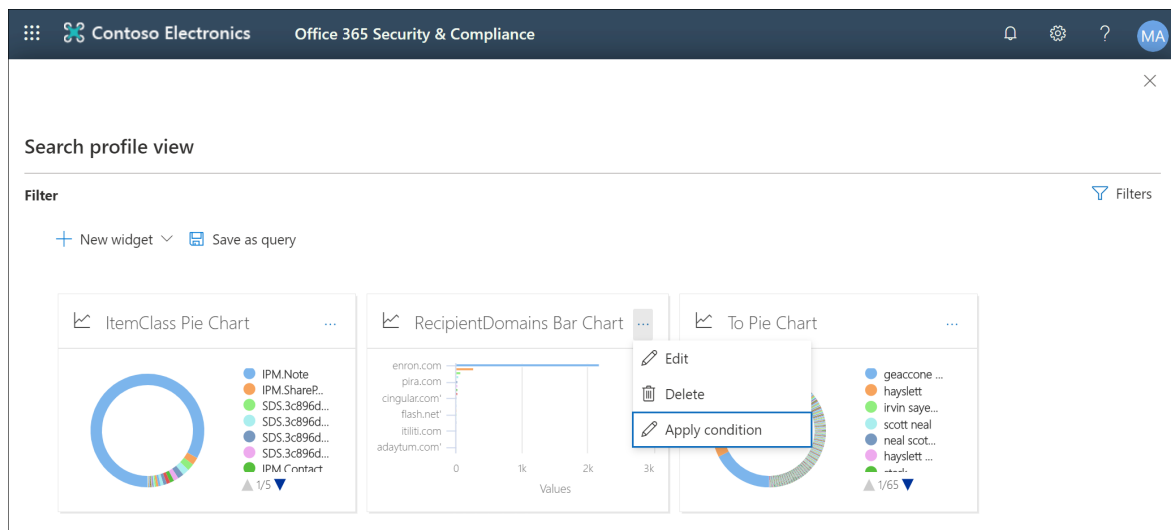 Contoso Electronics
Office 365 Security & Compliance
?
MA
Search profile view
Filter
Filters
New widget
Save as query
ItemClass Pie Chart
...
IPM.Note
IPM.ShareP...
SDS.3c896d...
SDS.3c896d...
SDS.3c896d...
SDS.3c896d...
IPM.Contact
1/5
RecipientDomains Bar Chart
...
enron.com
pira.com
cingular.com'
flash.net'
itiliti.com
adaytum.com'
0 1k 2k 3k
Values
Edit
Delete
Apply condition
To Pie Chart
...
geaccone ...
hayslett
irvin saye...
scott neal
neal scot...
hayslett ...
1/65